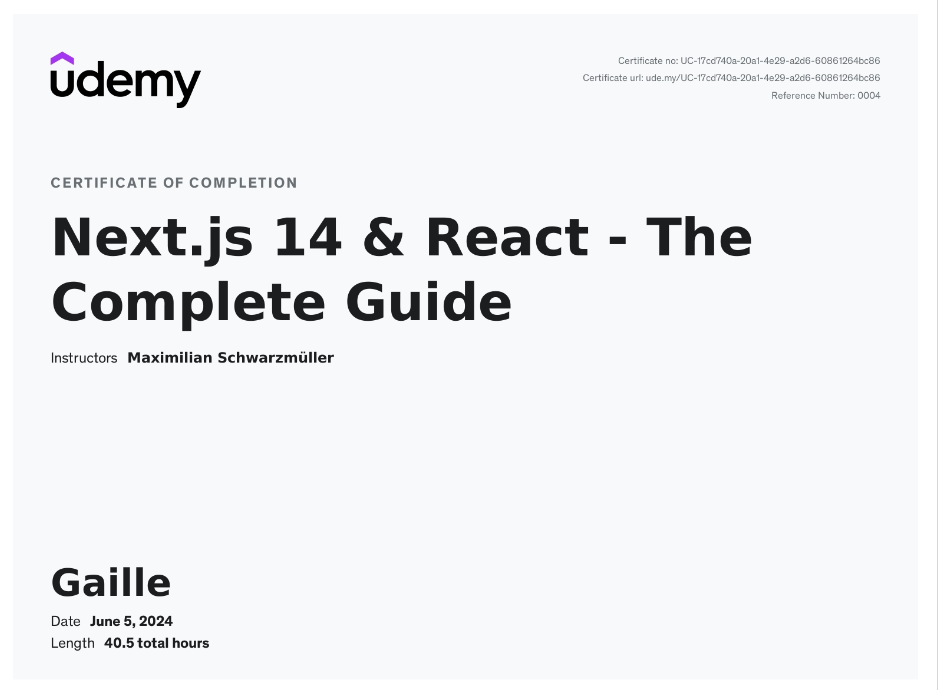 udemy
Certificate no: UC-17cd740a-20a1-4e29-a2d6-60861264bc86
Certificate url: ude.my/UC-17cd740a-20a1-4e29-a2d6-60861264bc86
Reference Number: 0004
CERTIFICATE OF COMPLETION
Next.js 14 & React - The
Complete Guide
Instructors Maximilian Schwarzmüller
Gaille
Date June 5, 2024
Length 40.5 total hours